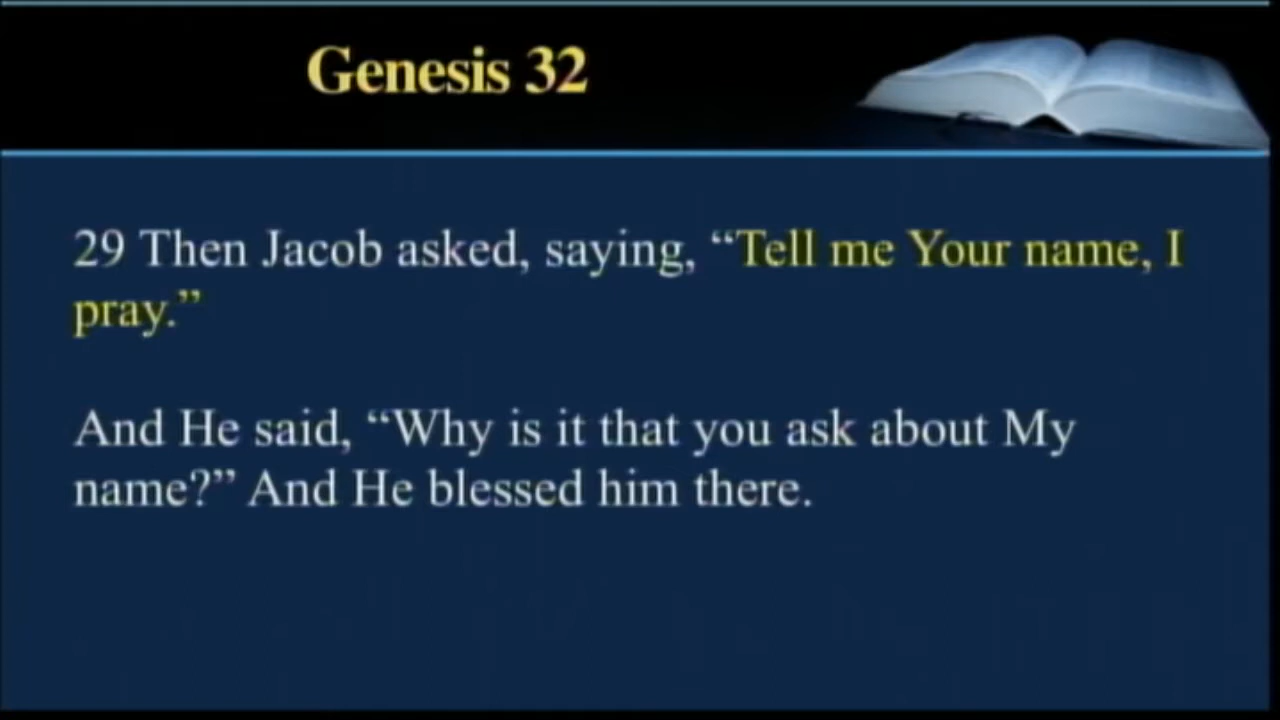 Genesis 32
29 Then Jacob asked, saying, “Tell me Your name, I
pray.”
And He said, “Why is it that you ask about My
name?” And He blessed him there.